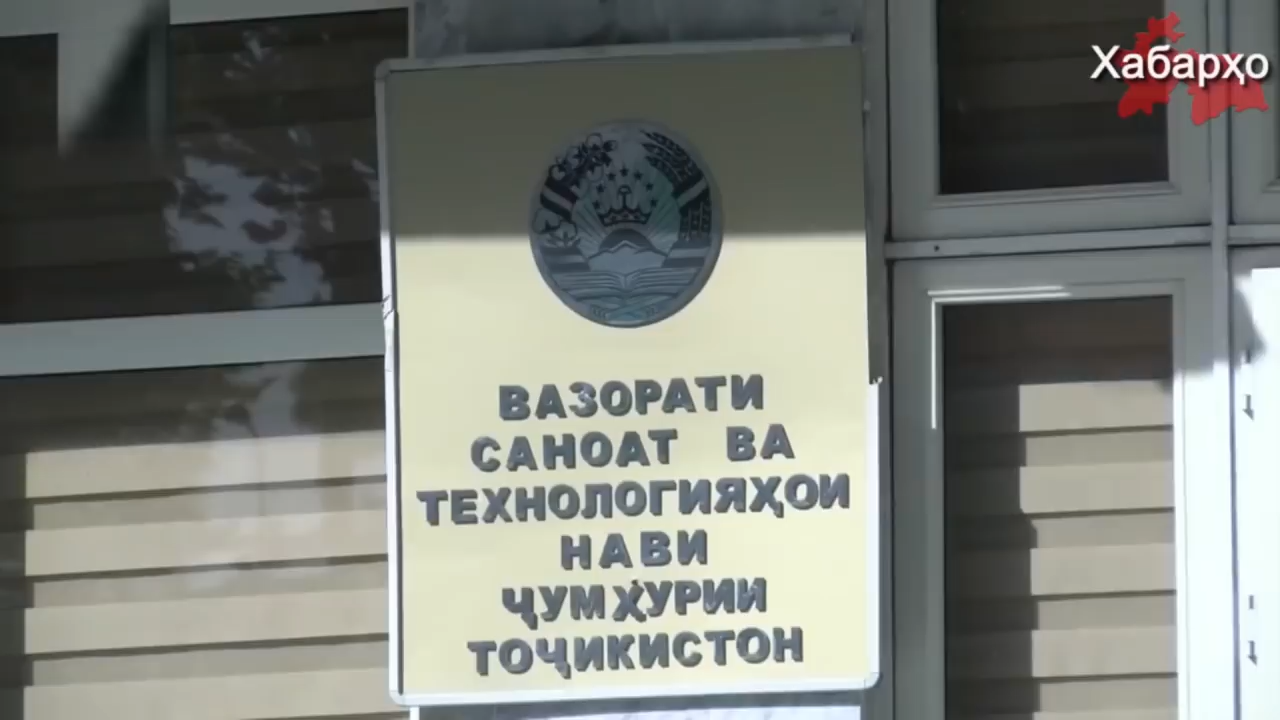 Хабарҳо
ВАЗОРАТИ
САНОАТ ВА
ТЕХНОЛОГИЯҲОИ
НАВИ
ҶУМҲУРИИ
ТОҶИКИСТОН